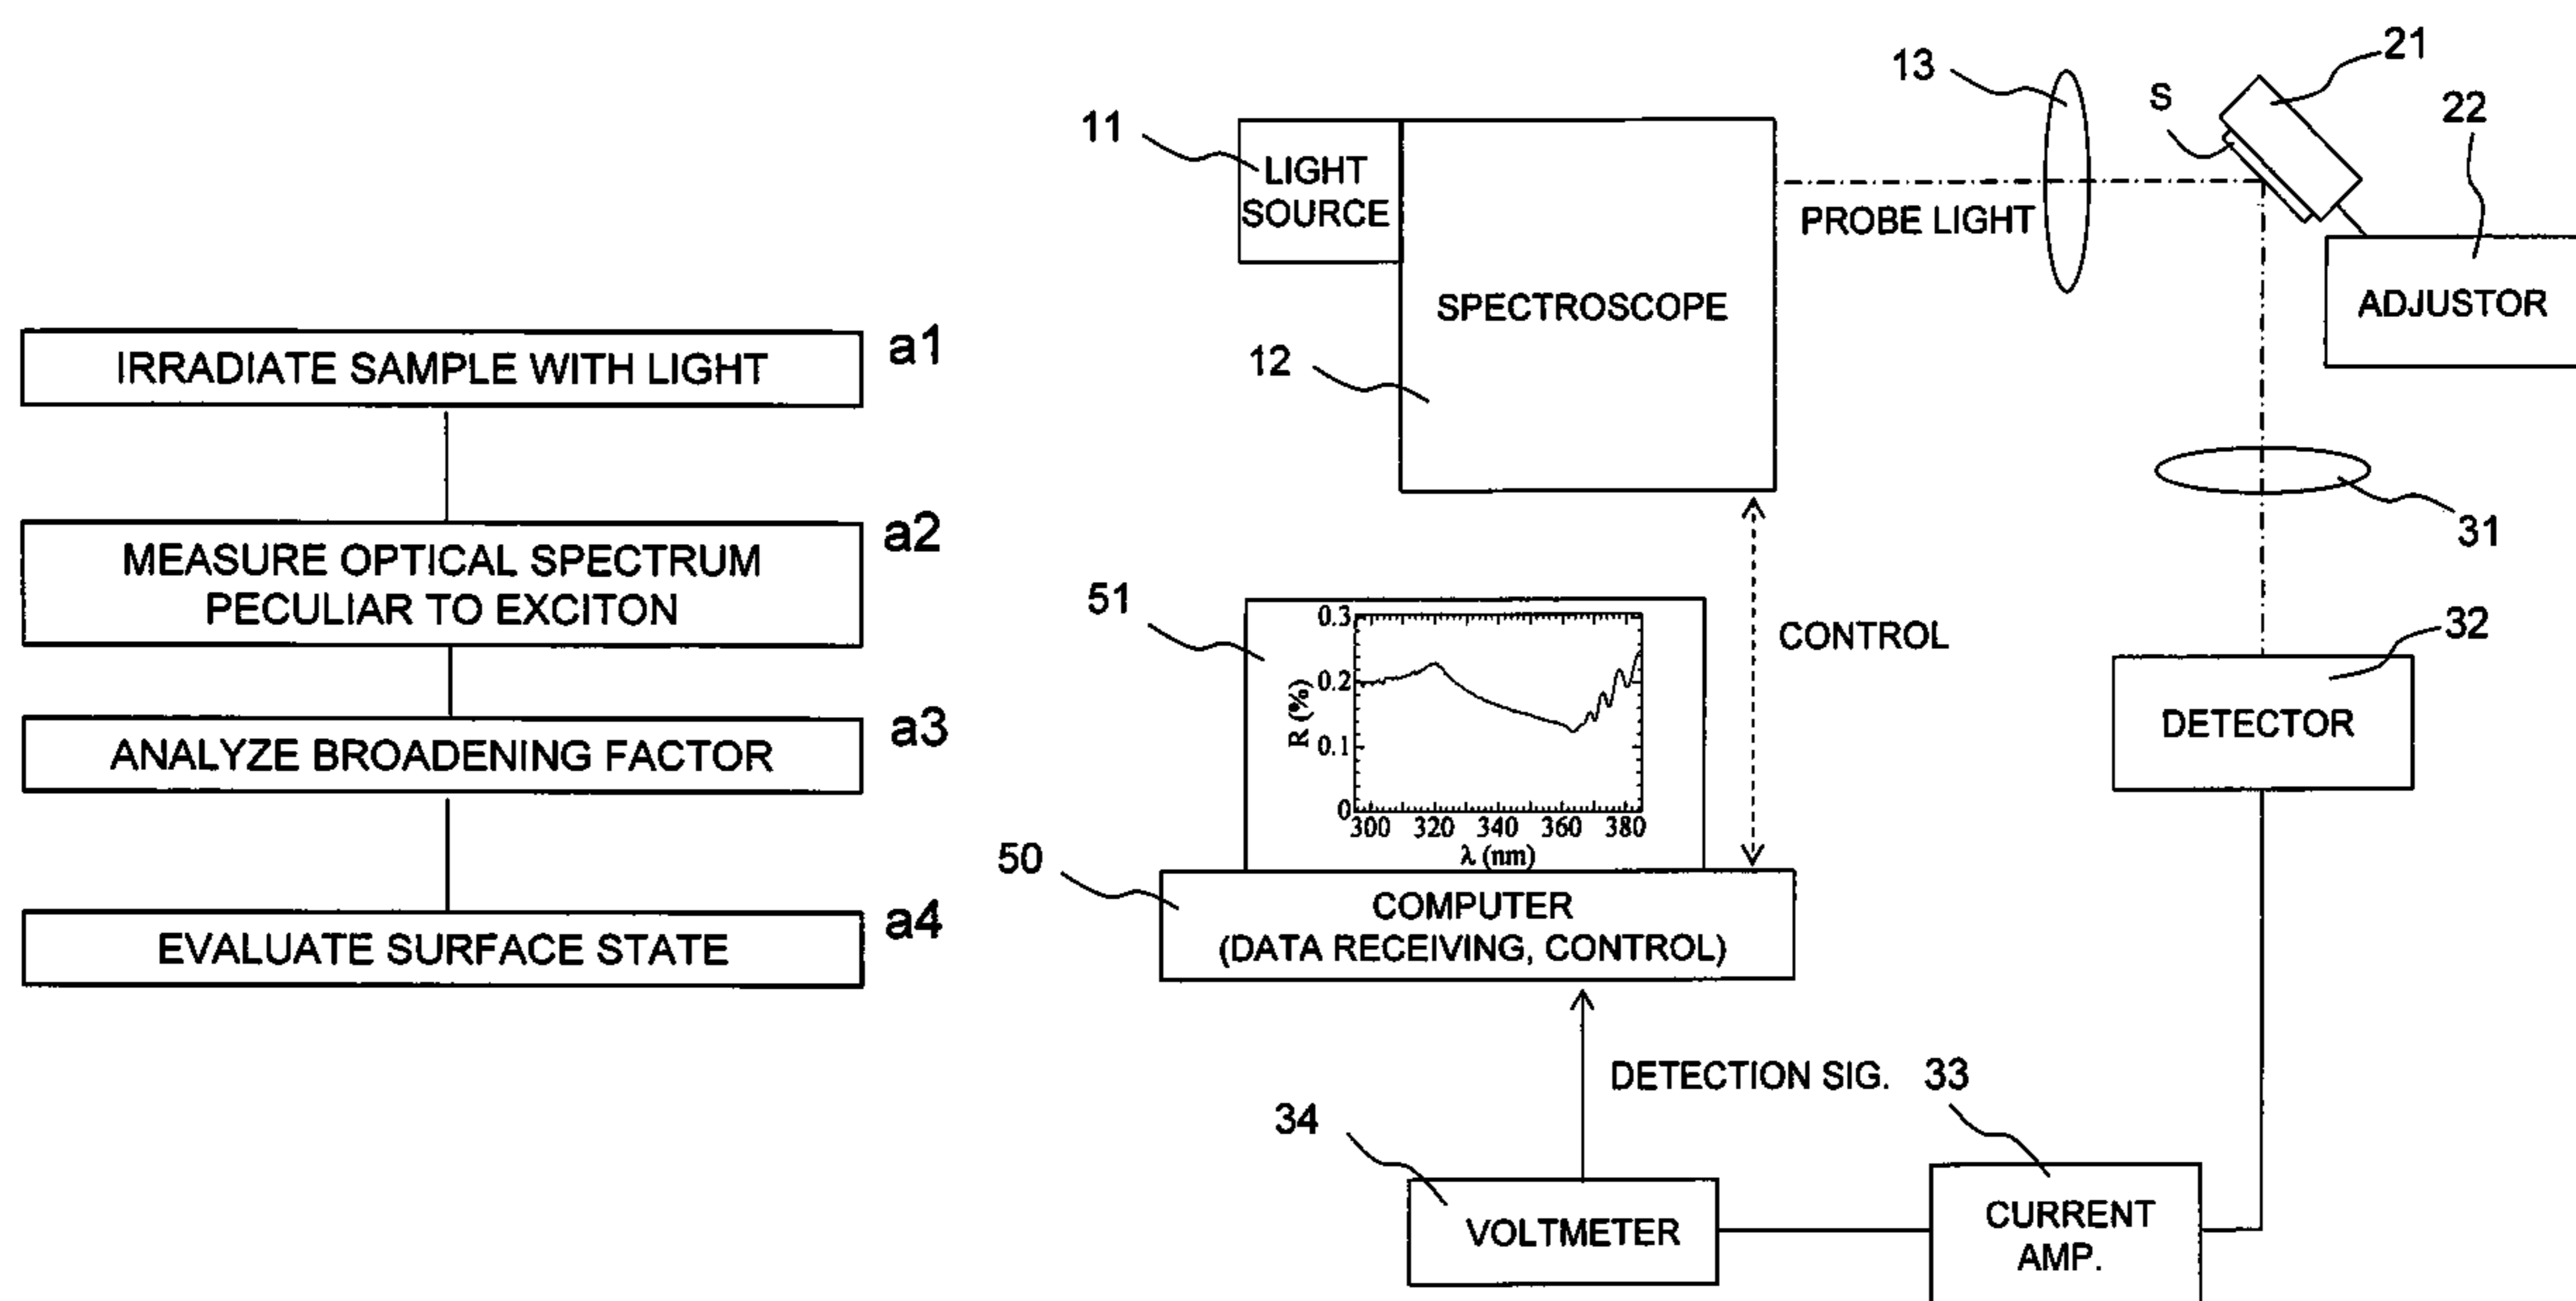 IRRADIATE SAMPLE WITH LIGHT
a1
MEASURE OPTICAL SPECTRUM
PECULIAR TO EXCITON
a2
ANALYZE BROADENING FACTOR
a3
EVALUATE SURFACE STATE
a4
11
LIGHT
SOURCE
12
SPECTROSCOPE
PROBE LIGHT
13
S
21
22
ADJUSTOR
31
32
DETECTOR
CONTROL
51
0.3
0.2
0.1
0
R (%)
300 320 340 360 380
λ (nm)
50
COMPUTER
(DATA RECEIVING, CONTROL)
DETECTION SIG.
33
34
VOLTMETER
CURRENT
AMP.